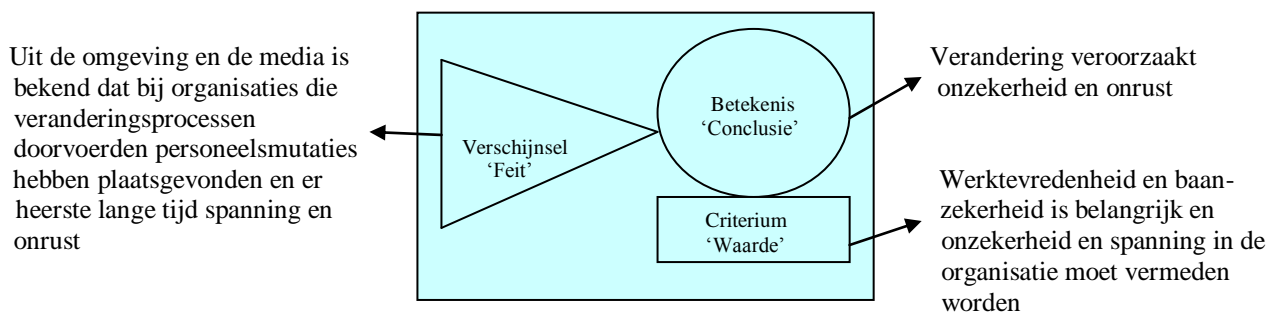 Uit de omgeving en de media is
bekend dat bij organisaties die
veranderingsprocessen
doorvoerden personeelsmutaties
hebben plaatsgevonden en er
heerste lange tijd spanning en
onrust
Verschijnsel
‘Feit’
Betekenis
‘Conclusie’
Criterium
‘Waarde’
Verandering veroorzaakt
onzekerheid en onrust
Werktevredenheid en baan-
zekerheid is belangrijk en
onzekerheid en spanning in de
organisatie moet vermeden
worden